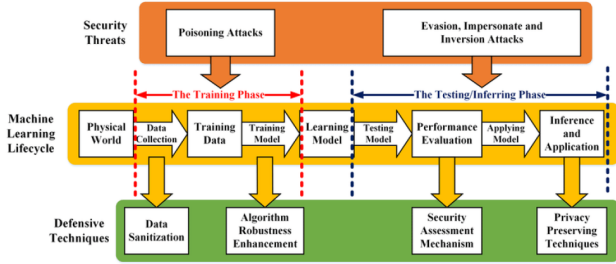 Security
Threats
Poisoning Attacks
Evasion, Impersonate and
Inversion Attacks
The Training Phase
The Testing/Inferring Phase
Machine
Learning
Lifecycle
Physical
World
Data
Collection
Training
Data
Training
Model
Learning
Model
Testing
Model
Performance
Evaluation
Applying
Model
Inference
and
Application
Defensive
Techniques
Data
Sanitization
Algorithm
Robustness
Enhancement
Security
Assessment
Mechanism
Privacy
Preserving
Techniques